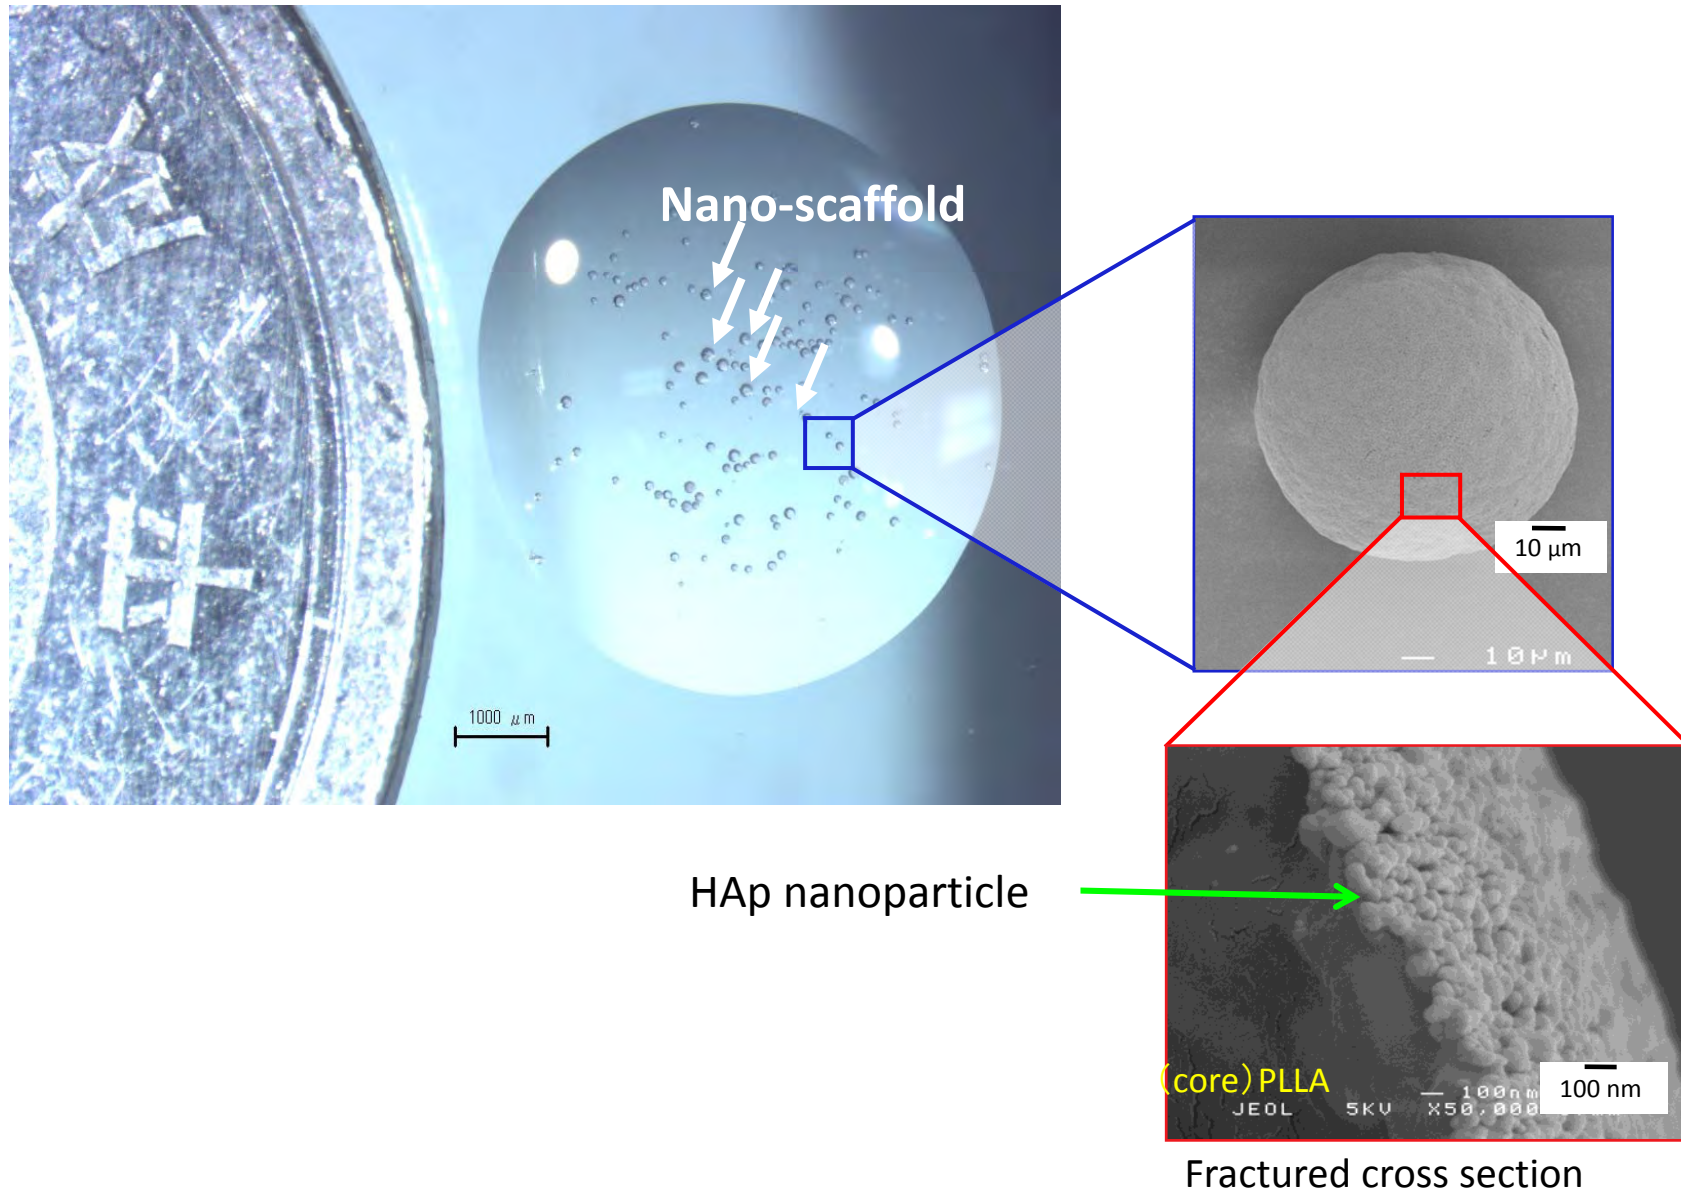 Nano-scaffold
1000 μm
10 μm
10μm
HAp nanoparticle
(core)PLLA
100 nm
100nm
JEOL 5KV X50,000
Fractured cross section